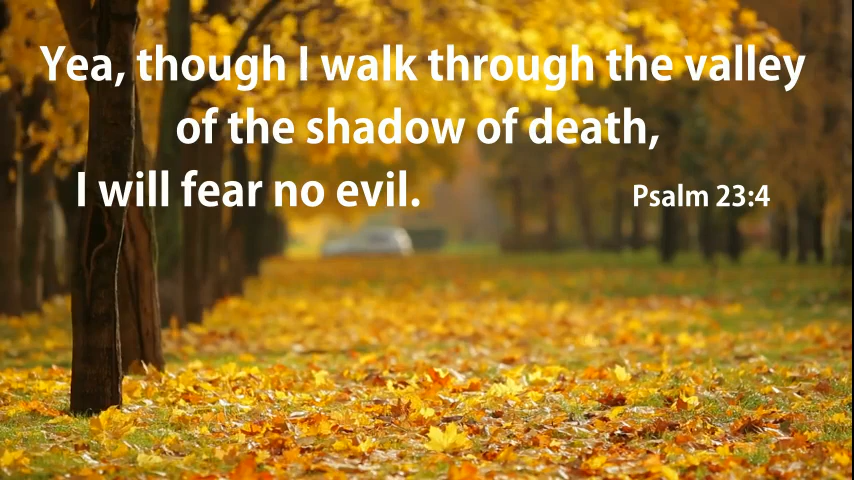 Yea, though I walk through the valley
of the shadow of death,
I will fear no evil. Psalm 23:4